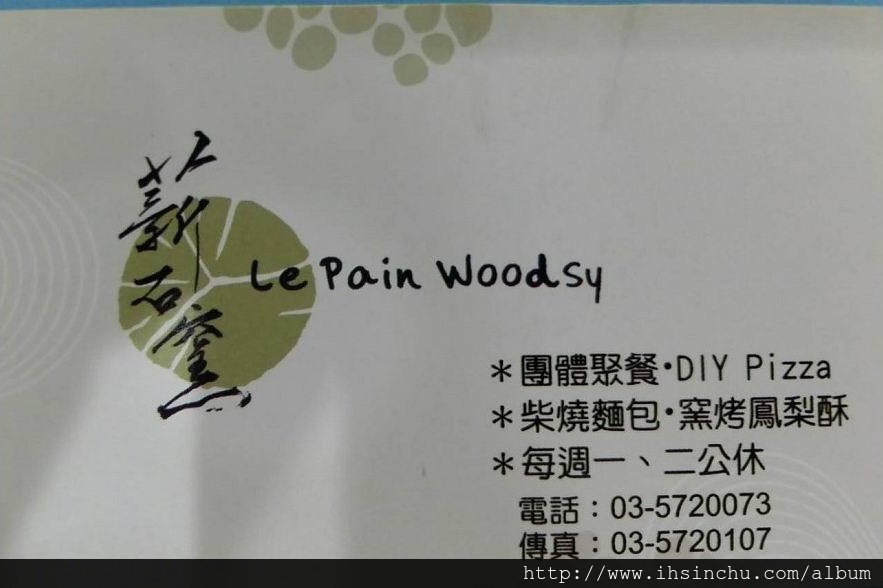 薪石窯
Le Pain Woodsy
＊團體聚餐・DIY Pizza
＊柴燒麵包・窯烤鳳梨酥
＊每週一、二公休
電話：03-5720073
傳真：03-5720107
http://www.ihsinchu.com/album